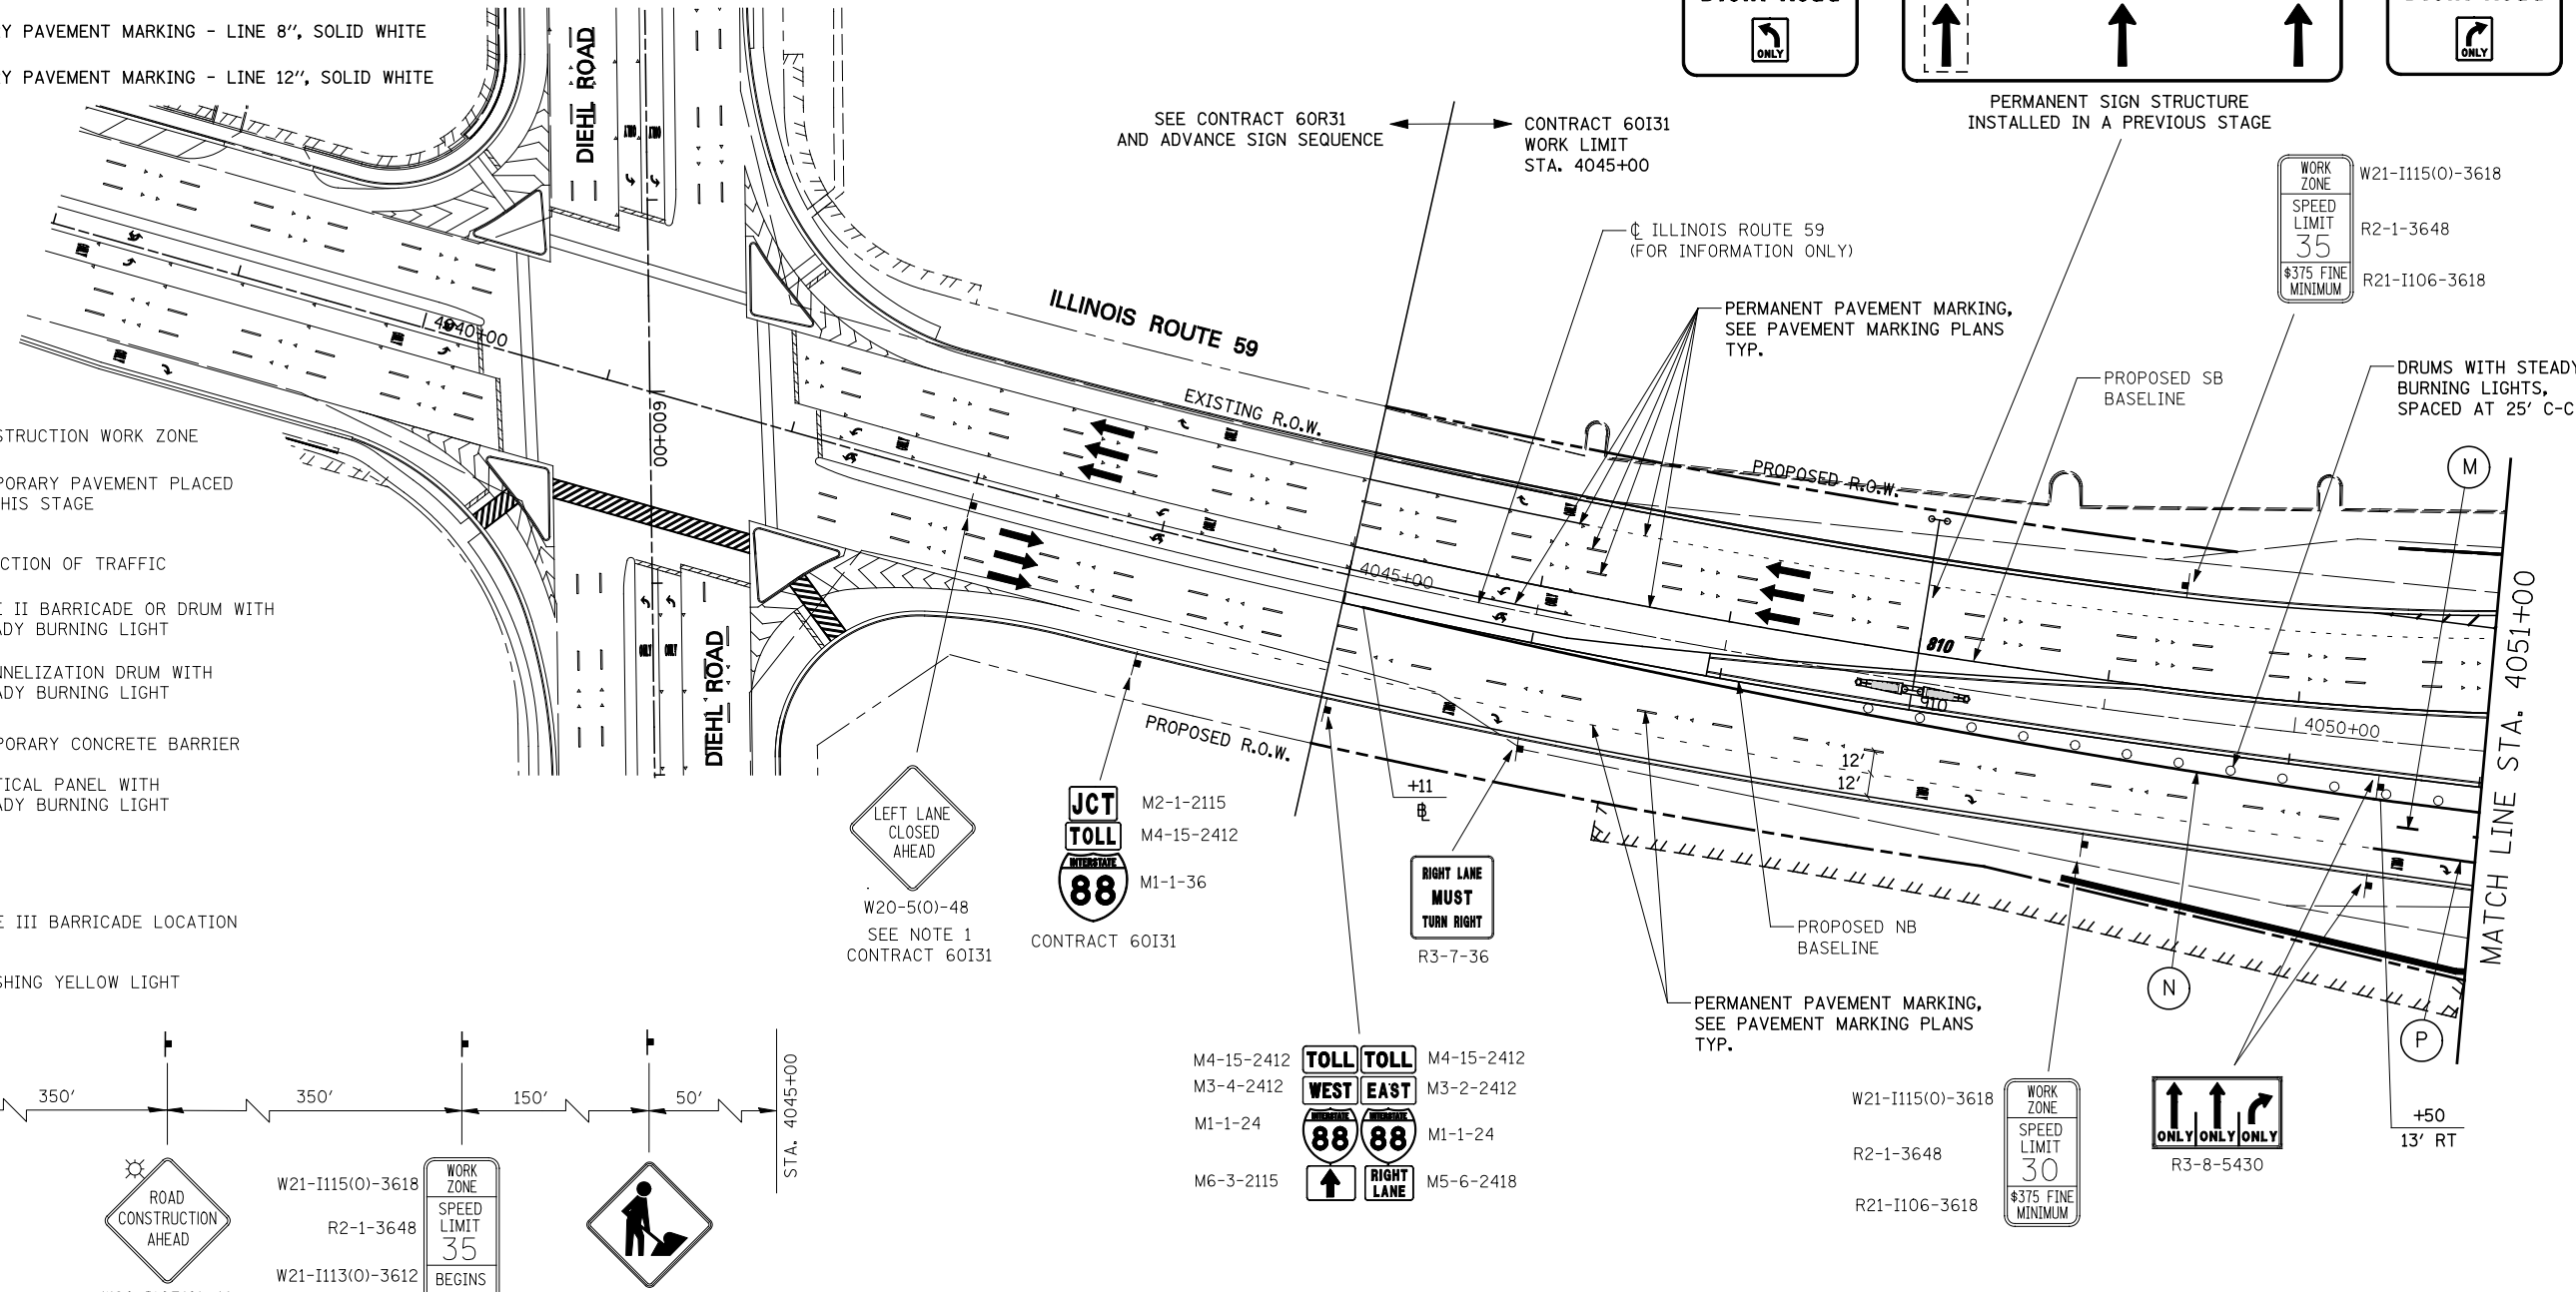 Y PAVEMENT MARKING - LINE 8", SOLID WHITE
Y PAVEMENT MARKING - LINE 12", SOLID WHITE
DIEHL ROAD
ONLY
ONLY
ONLY
ONLY
PERMANENT SIGN STRUCTURE
INSTALLED IN A PREVIOUS STAGE
SEE CONTRACT 60R31
AND ADVANCE SIGN SEQUENCE
CONTRACT 60I31
WORK LIMIT
STA. 4045+00
℄ ILLINOIS ROUTE 59
(FOR INFORMATION ONLY)
WORK
ZONE
SPEED
LIMIT
35
$375 FINE
MINIMUM
W21-I115(O)-3618
R2-1-3648
R21-I106-3618
ILLINOIS ROUTE 59
EXISTING R.O.W.
PERMANENT PAVEMENT MARKING,
SEE PAVEMENT MARKING PLANS
TYP.
PROPOSED SB
BASELINE
DRUMS WITH STEADY
BURNING LIGHTS,
SPACED AT 25' C-C
4040+00
600+00
PROPOSED R.O.W.
M
STRUCTION WORK ZONE
PORARY PAVEMENT PLACED
HIS STAGE
CTION OF TRAFFIC
E II BARRICADE OR DRUM WITH
ADY BURNING LIGHT
NNELIZATION DRUM WITH
ADY BURNING LIGHT
PORARY CONCRETE BARRIER
TICAL PANEL WITH
ADY BURNING LIGHT
E III BARRICADE LOCATION
SHING YELLOW LIGHT
ONLY
ONLY
DIEHL ROAD
4045+00
810
910
4050+00
MATCH LINE STA. 4051+00
PROPOSED R.O.W.
12'
12'
+11
LEFT LANE
CLOSED
AHEAD
W20-5(O)-48
SEE NOTE 1
CONTRACT 60I31
JCT
TOLL
INTERSTATE
88
M2-1-2115
M4-15-2412
M1-1-36
CONTRACT 60I31
RIGHT LANE
MUST
TURN RIGHT
R3-7-36
PROPOSED NB
BASELINE
N
P
PERMANENT PAVEMENT MARKING,
SEE PAVEMENT MARKING PLANS
TYP.
M4-15-2412 TOLL TOLL M4-15-2412
M3-4-2412 WEST EAST M3-2-2412
INTERSTATE INTERSTATE
M1-1-24 88 88 M1-1-24
M6-3-2115 RIGHT LANE M5-6-2418
W21-I115(O)-3618
R2-1-3648
R21-I106-3618
WORK
ZONE
SPEED
LIMIT
30
$375 FINE
MINIMUM
ONLY ONLY ONLY
R3-8-5430
+50
13' RT
350'
350'
150'
50'
STA. 4045+00
ROAD
CONSTRUCTION
AHEAD
W21-I115(O)-3618
R2-1-3648
W21-I113(O)-3612
WORK
ZONE
SPEED
LIMIT
35
BEGINS